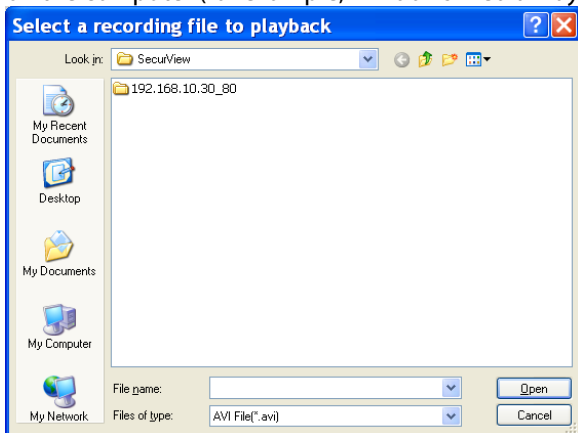 Select a recording file to playback
Look in:
SecurView
192.168.10.30_80
My Recent
Documents
Desktop
My Documents
My Computer
My Network
File name:
Open
Files of type:
AVI File(*.avi)
Cancel